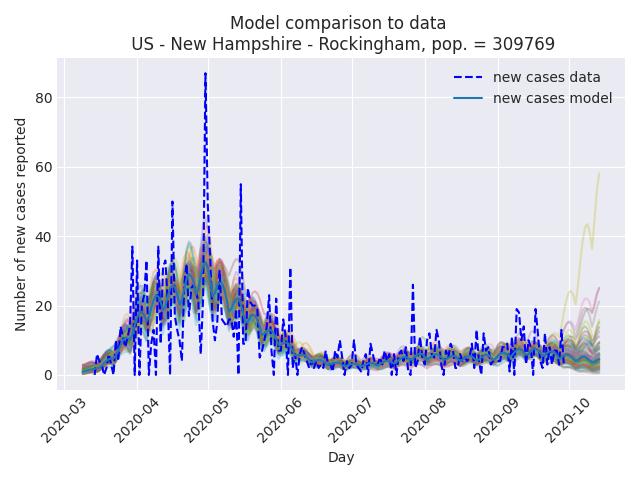 Model comparison to data
US - New Hampshire - Rockingham, pop. = 309769
new cases data
new cases model
Number of new cases reported
80
60
40
20
0
2020-03
2020-04
2020-05
2020-06
2020-07
2020-08
2020-09
2020-10
Day